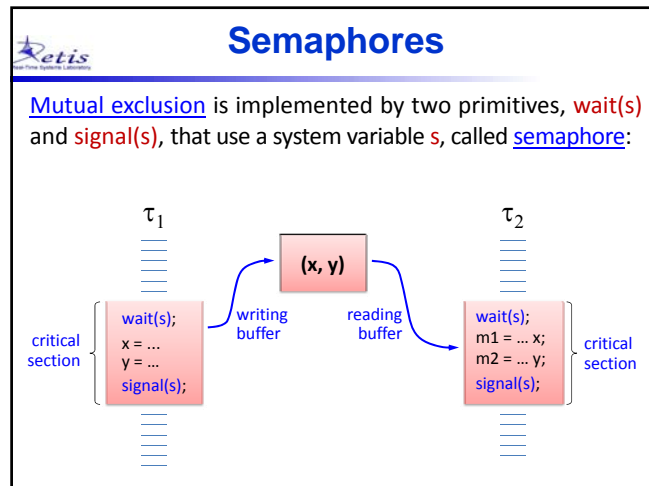 Retis
Real-Time Systems Laboratory
Semaphores
Mutual exclusion is implemented by two primitives, wait(s)
and signal(s), that use a system variable s, called semaphore:
τ1
τ2
(x, y)
wait(s);
x = ...
y = ...
signal(s);
critical
section
writing
buffer
reading
buffer
wait(s);
m1 = ... x;
m2 = ... y;
signal(s);
critical
section